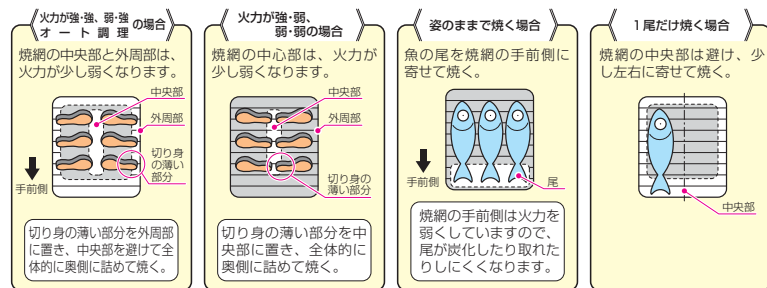 火力が強・強、弱・強
オート調理 の場合
焼網の中央部と外周部は、
火力が少し弱くなります。
中央部
外周部
切り身
の薄い
部分
手前側
切り身の薄い部分を外周部
に置き、中央部を避けて全
体的に奥側に詰めて焼く。
火力が強・弱、
弱・弱の場合
焼網の中心部は、火力が
少し弱くなります。
中央部
外周部
切り身の
薄い部分
切り身の薄い部分を中
央部に置き、全体的に
奥側に詰めて焼く。
姿のままで焼く場合
魚の尾を焼網の手前側に
寄せて焼く。
手前側
尾
焼網の手前側は火力を
弱くしていますので、
尾が炭化したり取れた
りしにくくなります。
1尾だけ焼く場合
焼網の中央部は避け、少
し左右に寄せて焼く。
中央部